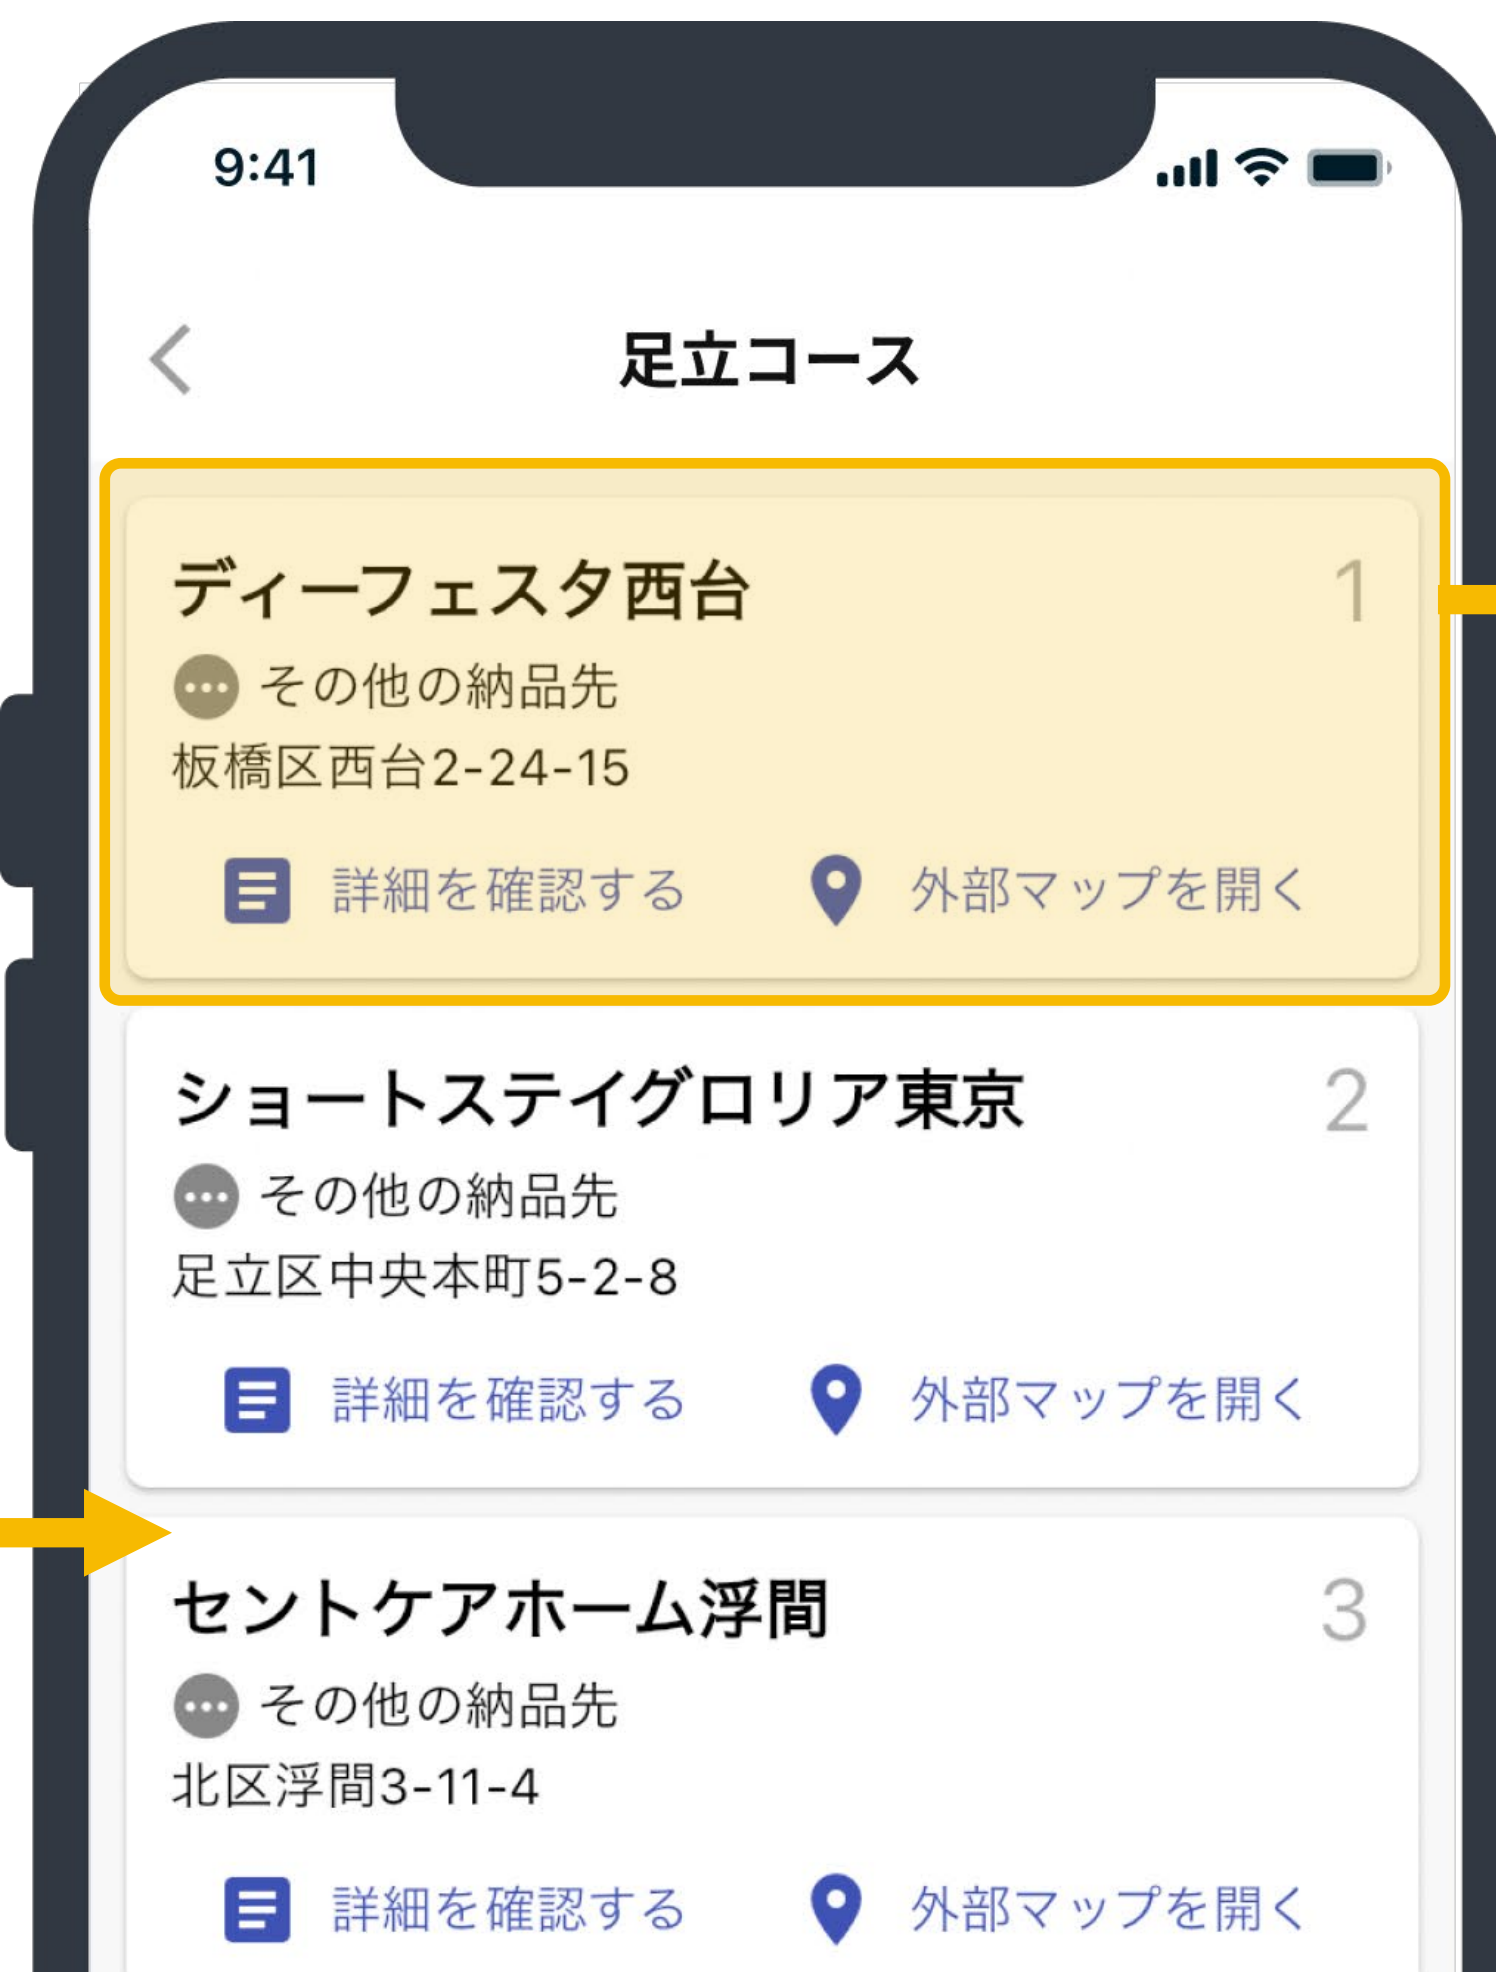 9:41
足立コース
ディーフェスタ西台 1
その他の納品先
板橋区西台2-24-15
詳細を確認する 外部マップを開く
ショートステイグロリア東京 2
その他の納品先
足立区中央本町5-2-8
詳細を確認する 外部マップを開く
セントケアホーム浮間 3
その他の納品先
北区浮間3-11-4
詳細を確認する 外部マップを開く